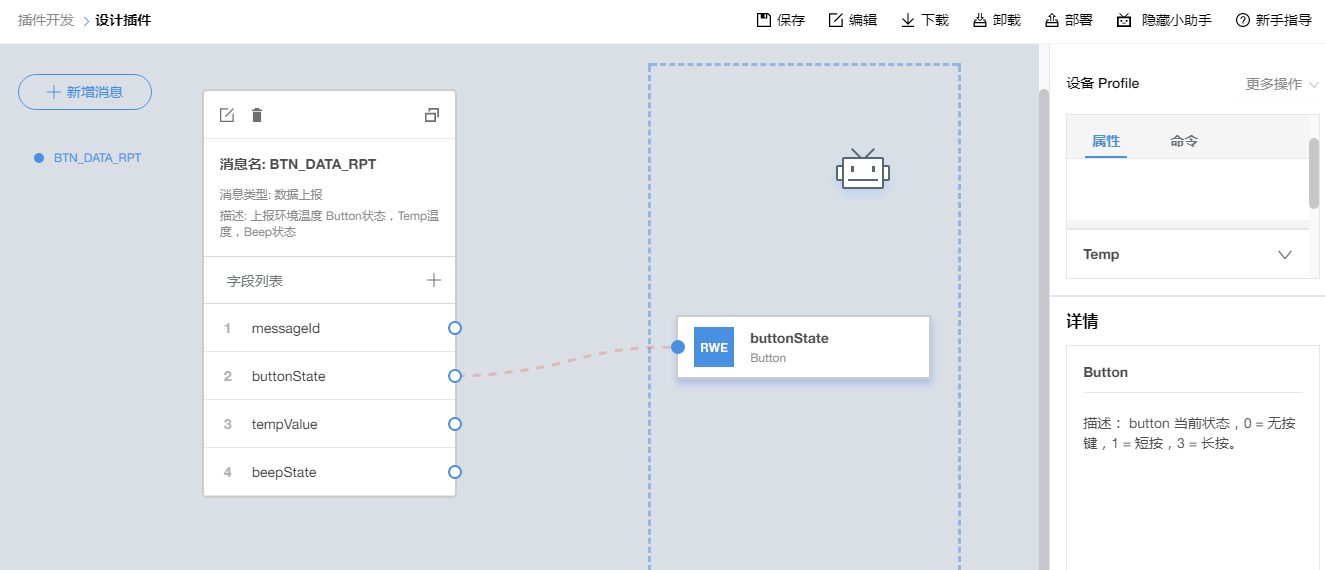 插件开发 > 设计插件
保存 编辑 下载 卸载 部署 隐藏小助手 新手指导
新增消息
BTN_DATA_RPT
消息名: BTN_DATA_RPT
消息类型: 数据上报
描述: 上报环境温度 Button状态，Temp温
度，Beep状态
字段列表
1 messageId
2 buttonState
3 tempValue
4 beepState
RWE
buttonState
Button
设备 Profile 更多操作
属性 命令
Temp
详情
Button
描述： button 当前状态，0 = 无按
键，1 = 短按，3 = 长按。